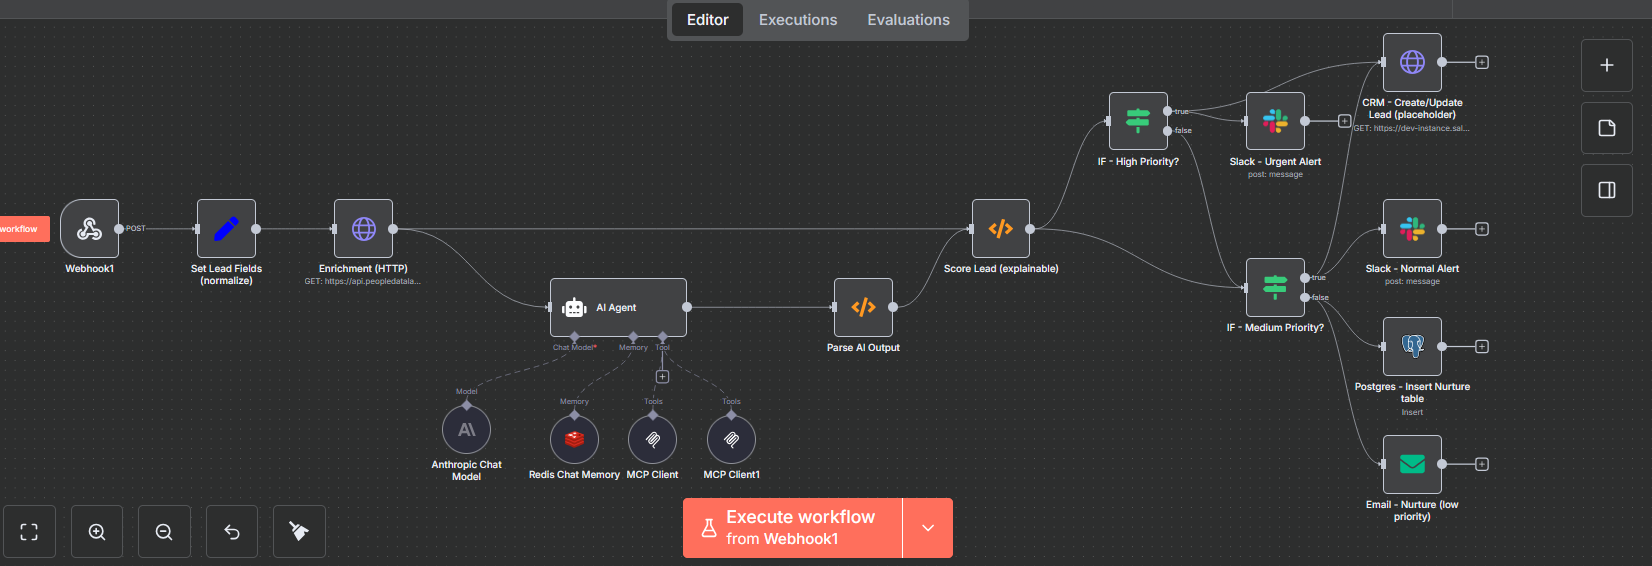 Editor
Executions
Evaluations
workflow
Webhook1
POST
Set Lead Fields
(normalize)
Enrichment (HTTP)
GET: https://api.peopledatala...
AI Agent
Chat Model*
Memory
Tool
Model
Anthropic Chat
Model
Memory
Redis Chat Memory
Tools
MCP Client
Tools
MCP Client1
Parse AI Output
Score Lead (explainable)
IF - High Priority?
true
false
Slack - Urgent Alert
post: message
CRM - Create/Update
Lead (placeholder)
GET: https://dev-instance.sal...
IF - Medium Priority?
true
false
Slack - Normal Alert
post: message
Postgres - Insert Nurture
table
Insert
Email - Nurture (low
priority)
Execute workflow
from Webhook1